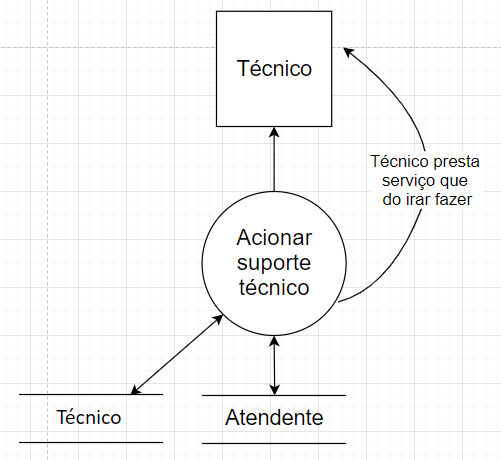 Técnico
Técnico presta
serviço que
do irar fazer
Acionar
suporte
técnico
Técnico
Atendente